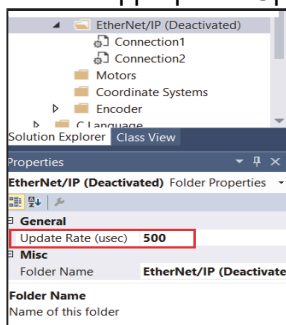 EtherNet/IP (Deactivated)
Connection1
Connection2
Motors
Coordinate Systems
Encoder
C Language
Solution Explorer Class View
Properties
EtherNet/IP (Deactivated) Folder Properties
General
Update Rate (usec) 500
Misc
Folder Name EtherNet/IP (Deactivate
Folder Name
Name of this folder